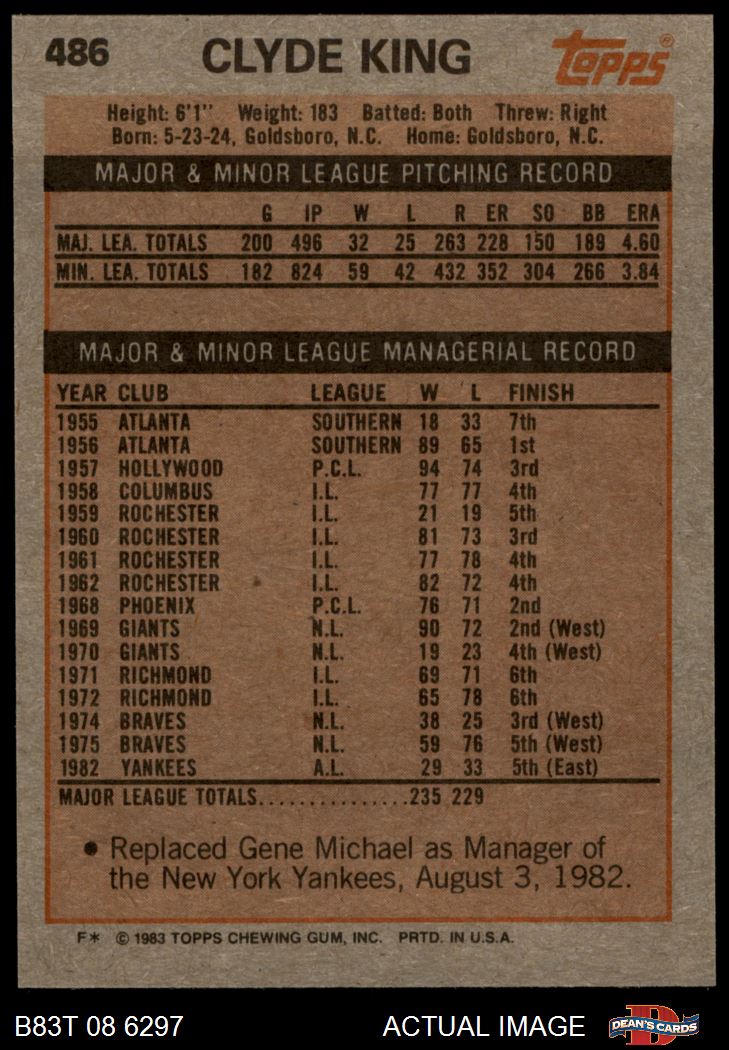 486 CLYDE KING Topps®
Height: 6'1" Weight: 183 Batted: Both Threw: Right
Born: 5-23-24, Goldsboro, N.C. Home: Goldsboro, N.C.
MAJOR & MINOR LEAGUE PITCHING RECORD
G IP W L R ER SO BB ERA
MAJ. LEA. TOTALS 200 496 32 25 263 228 150 189 4.60
MIN. LEA. TOTALS 182 824 59 42 432 352 304 266 3.84
MAJOR & MINOR LEAGUE MANAGERIAL RECORD
YEAR CLUB LEAGUE W L FINISH
1955 ATLANTA SOUTHERN 18 33 7th
1956 ATLANTA SOUTHERN 89 65 1st
1957 HOLLYWOOD P.C.L. 94 74 3rd
1958 COLUMBUS I.L. 77 77 4th
1959 ROCHESTER I.L. 21 19 5th
1960 ROCHESTER I.L. 81 73 3rd
1961 ROCHESTER I.L. 77 78 4th
1962 ROCHESTER I.L. 82 72 4th
1968 PHOENIX P.C.L. 76 71 2nd
1969 GIANTS N.L. 90 72 2nd (West)
1970 GIANTS N.L. 19 23 4th (West)
1971 RICHMOND I.L. 69 71 6th
1972 RICHMOND I.L. 65 78 6th
1974 BRAVES N.L. 38 25 3rd (West)
1975 BRAVES N.L. 59 76 5th (West)
1982 YANKEES A.L. 29 33 5th (East)
MAJOR LEAGUE TOTALS...............235 229
• Replaced Gene Michael as Manager of
the New York Yankees, August 3, 1982.
F* © 1983 TOPPS CHEWING GUM, INC. PRTD. IN U.S.A.
B83T 08 6297 ACTUAL IMAGE D DEAN'S CARDS